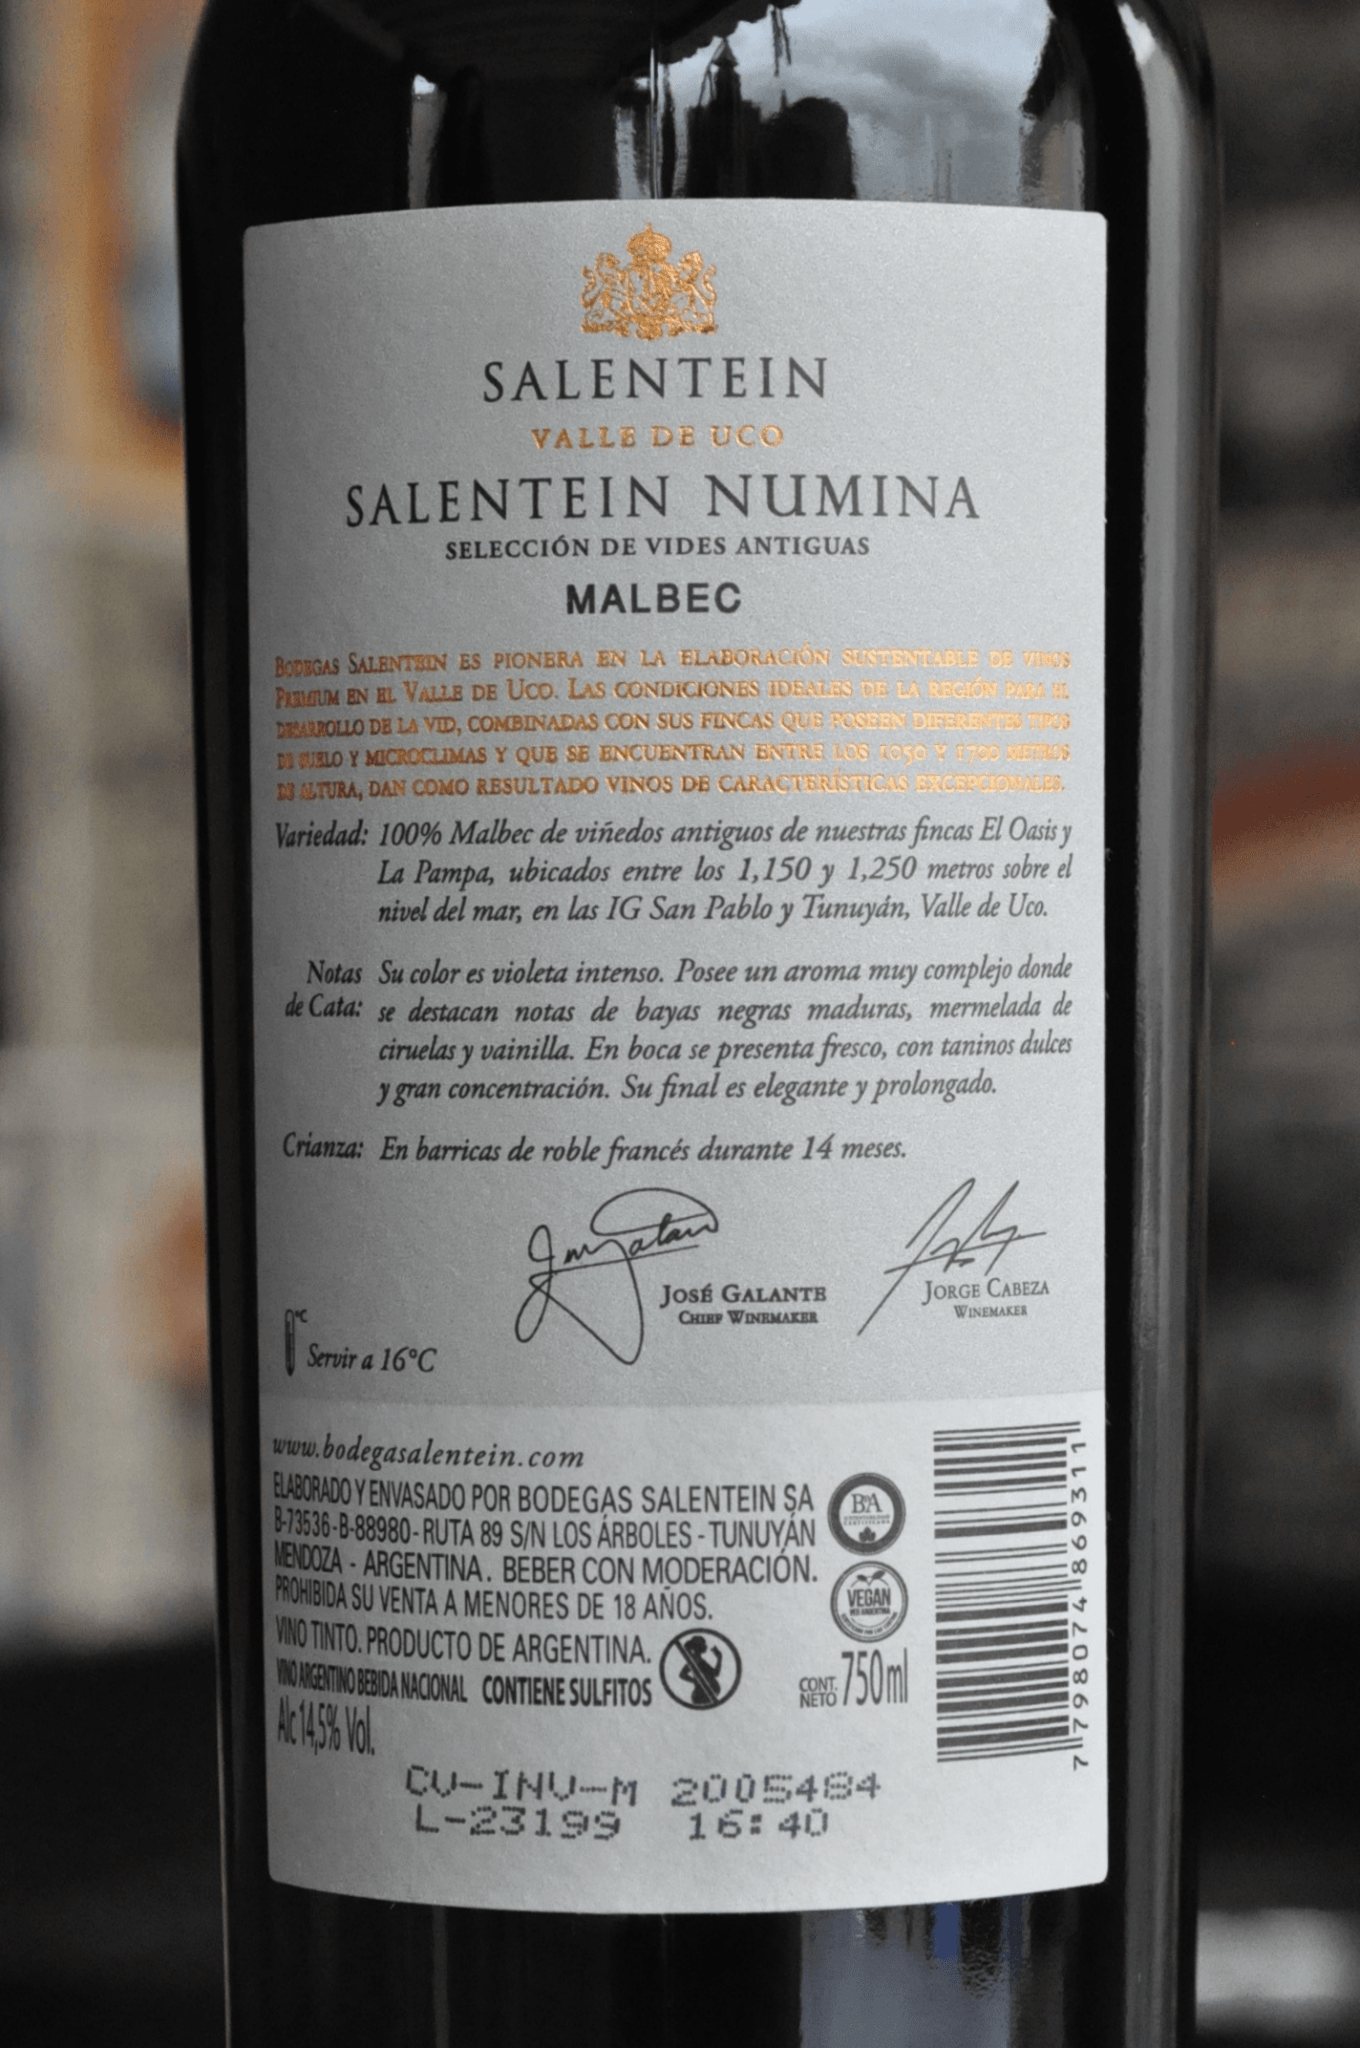 SALENTEIN
VALLE DE UCO
SALENTEIN NUMINA
SELECCIÓN DE VIDES ANTIGUAS
MALBEC
BODEGAS SALENTEIN ES PIONERA EN LA ELABORACIÓN SUSTENTABLE DE VINOS
PREMIUM EN EL VALLE DE UCO. LAS CONDICIONES IDEALES DE LA REGIÓN PARA EL
DESARROLLO DE LA VID, COMBINADAS CON SUS FINCAS QUE POSEEN DIFERENTES TIPOS
DE SUELO Y MICROCLIMAS Y QUE SE ENCUENTRAN ENTRE LOS 1050 Y 1700 METROS
DE ALTURA, DAN COMO RESULTADO VINOS DE CARACTERÍSTICAS EXCEPCIONALES.
Variedad: 100% Malbec de viñedos antiguos de nuestras fincas El Oasis y
La Pampa, ubicados entre los 1,150 y 1,250 metros sobre el
nivel del mar, en las IG San Pablo y Tunuyán, Valle de Uco.
Notas Su color es violeta intenso. Posee un aroma muy complejo donde
de Cata: se destacan notas de bayas negras maduras, mermelada de
ciruelas y vainilla. En boca se presenta fresco, con taninos dulces
y gran concentración. Su final es elegante y prolongado.
Crianza: En barricas de roble francés durante 14 meses.
JOSÉ GALANTE
CHIEF WINEMAKER
JORGE CABEZA
WINEMAKER
°C
Servir a 16°C
www.bodegasalentein.com
ELABORADO Y ENVASADO POR BODEGAS SALENTEIN SA
B-73536-B-88980-RUTA 89 S/N LOS ÁRBOLES - TUNUYÁN
MENDOZA - ARGENTINA. BEBER CON MODERACIÓN.
PROHIBIDA SU VENTA A MENORES DE 18 AÑOS.
VINO TINTO. PRODUCTO DE ARGENTINA.
VINO ARGENTINO BEBIDA NACIONAL CONTIENE SULFITOS
Alc 14,5% Vol.
BdA
VEGAN
CONT. NETO 750ml
7 798074 869311
CU-INV-M 2005484
L-23199 16:40